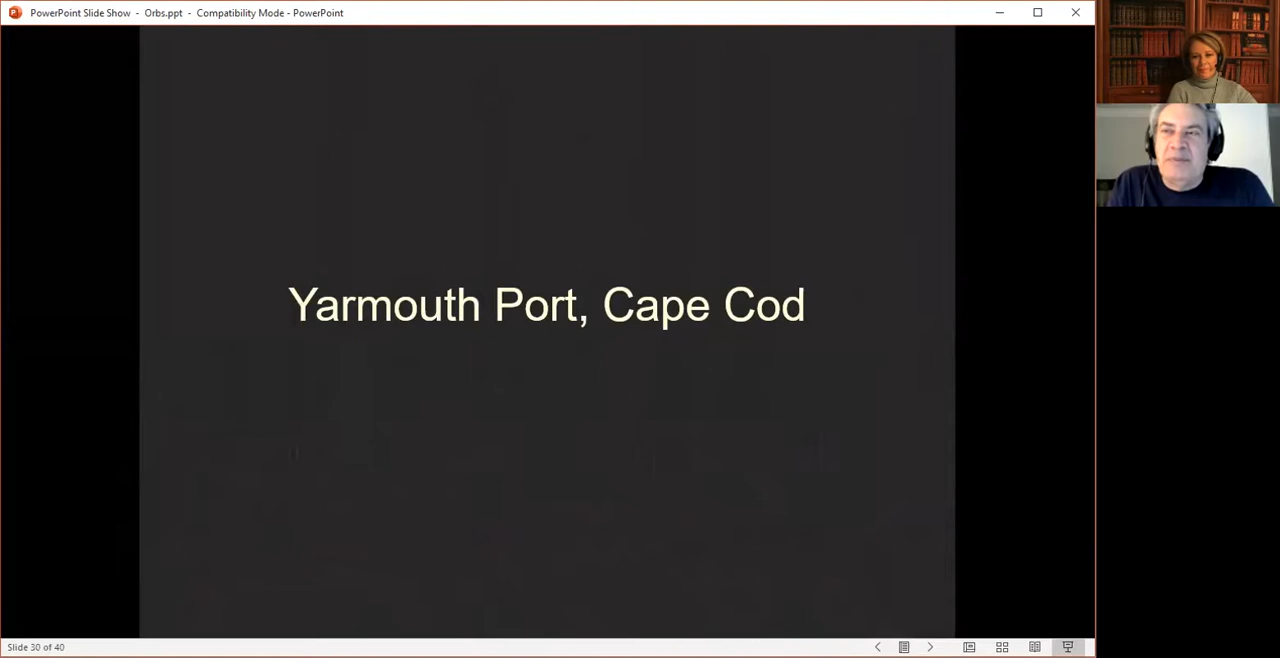 PowerPoint Slide Show - Orbs.ppt - Compatibility Mode - PowerPoint
Yarmouth Port, Cape Cod
Slide 30 of 40